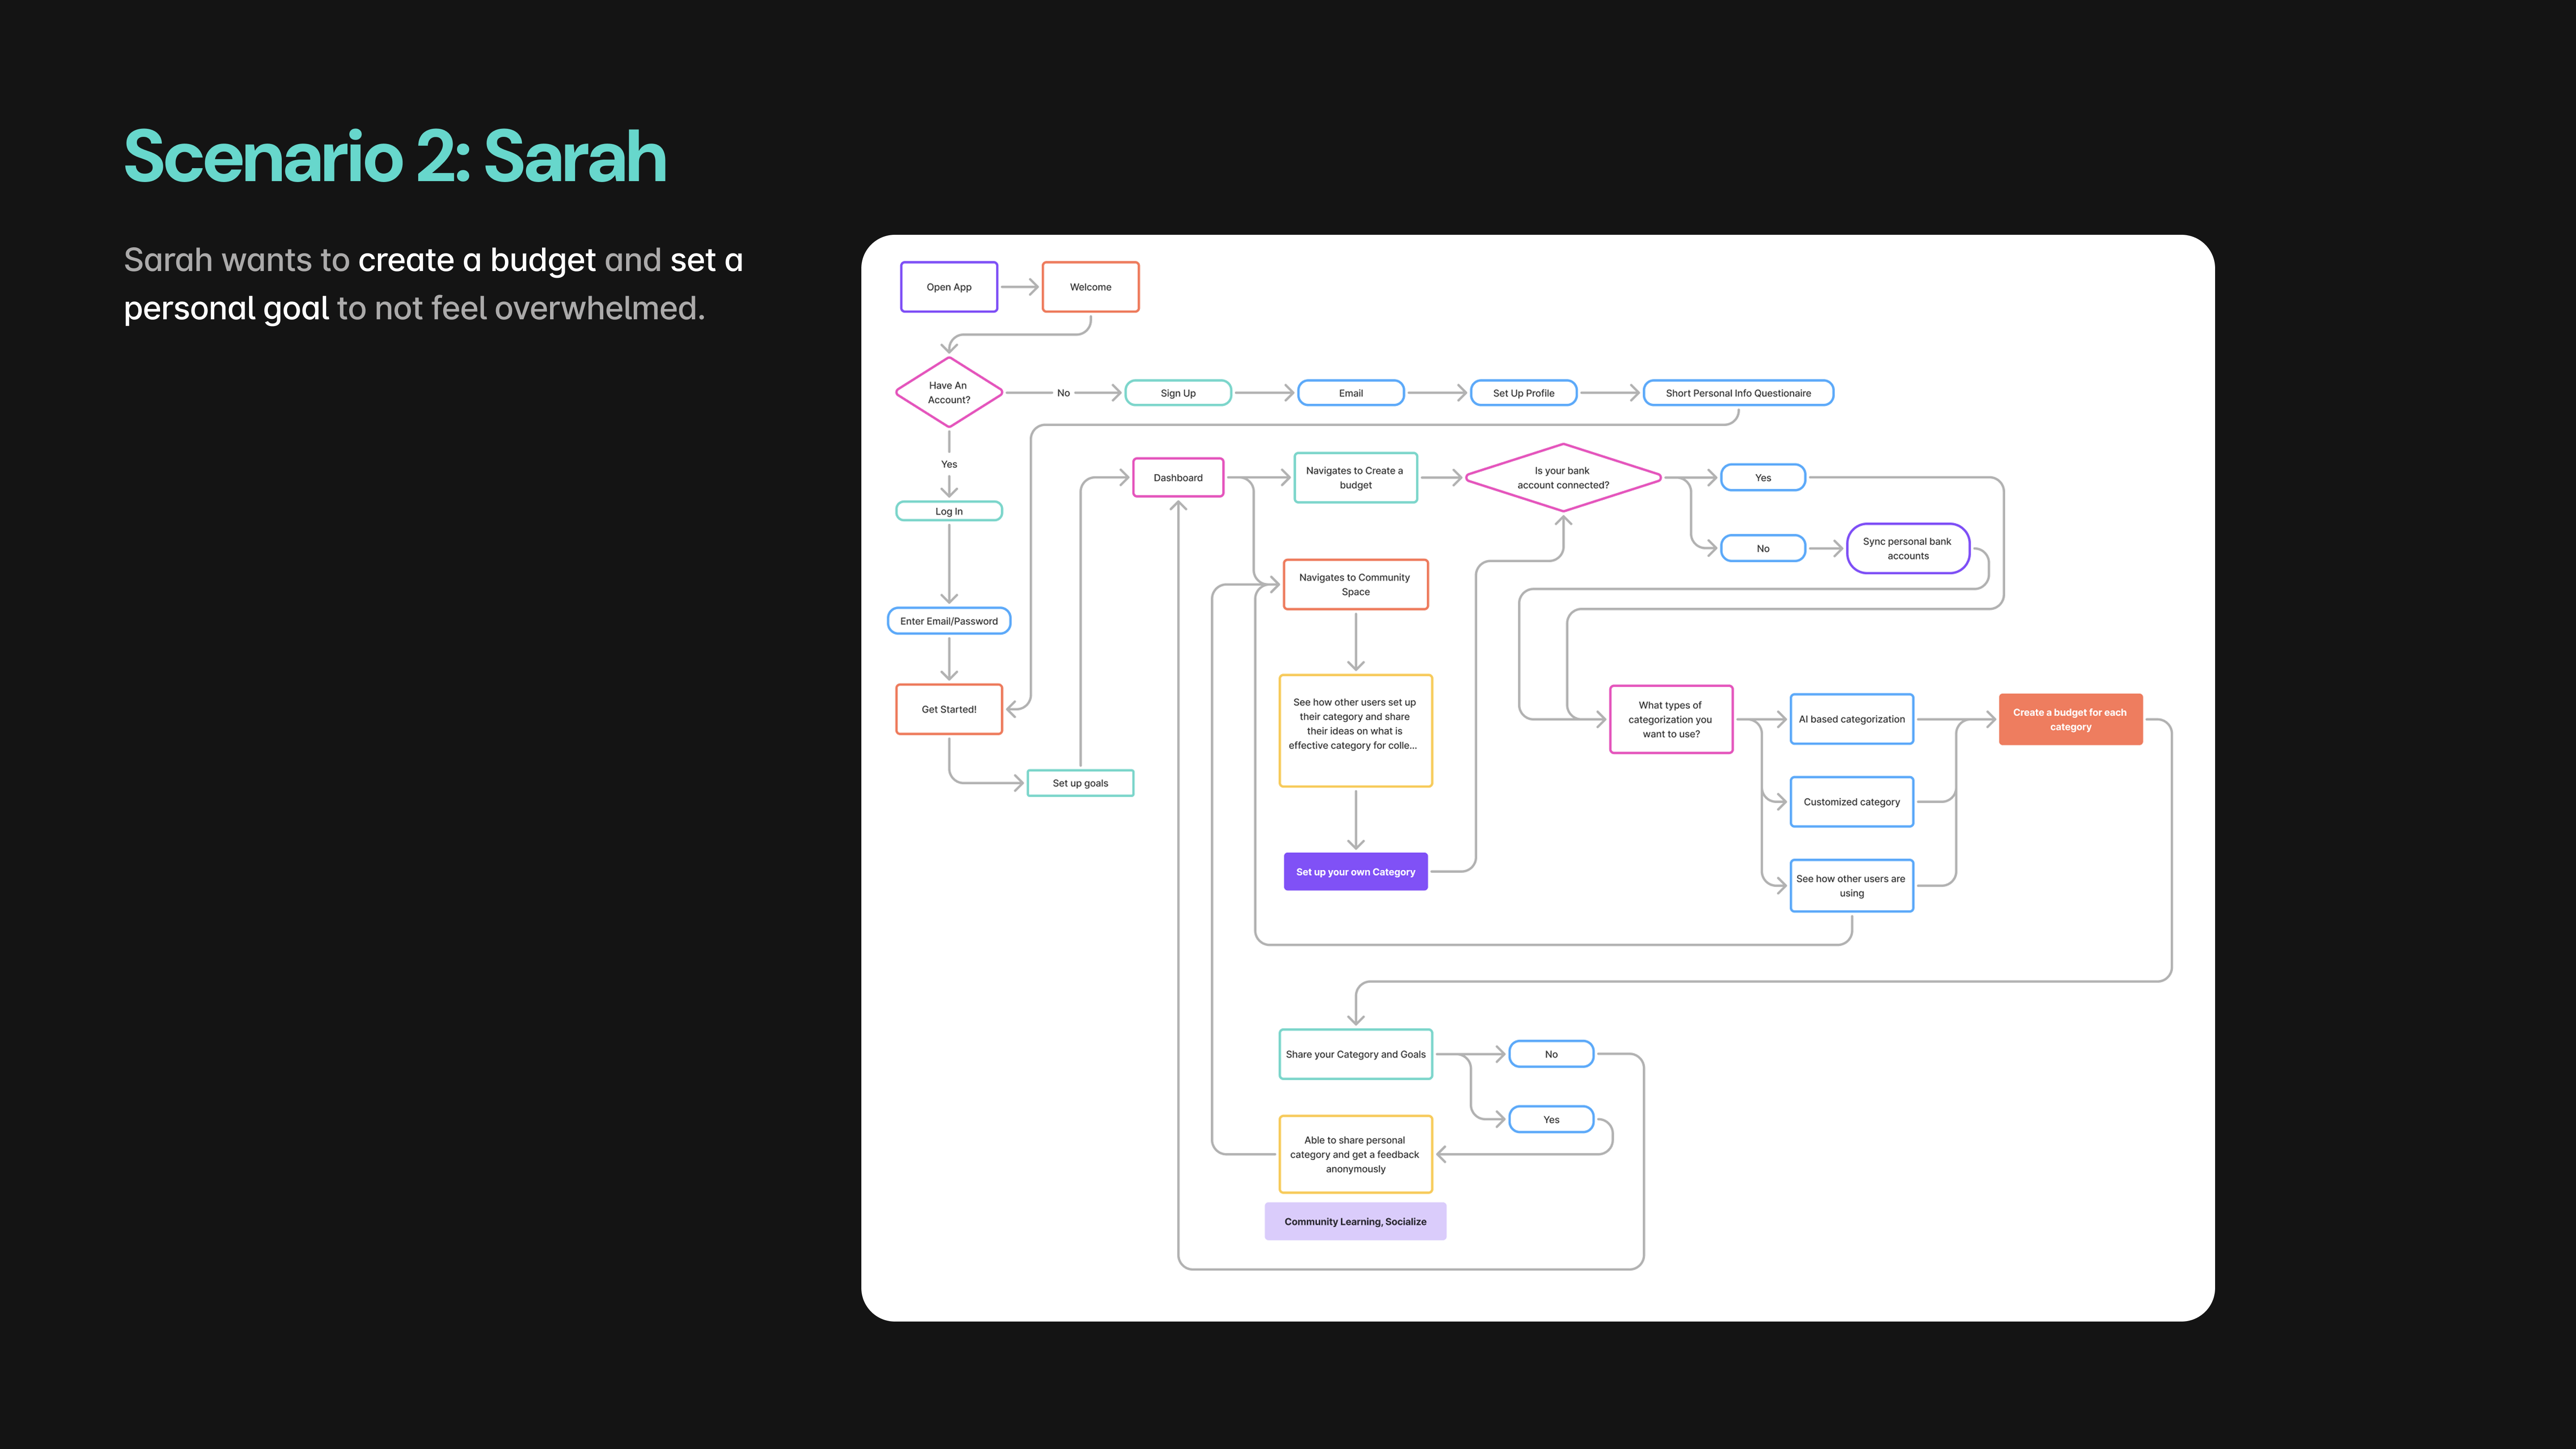 Scenario 2: Sarah
Sarah wants to create a budget and set a
personal goal to not feel overwhelmed.
Open App
Welcome
Have An
Account?
No
Sign Up
Email
Set Up Profile
Short Personal Info Questionaire
Yes
Log In
Enter Email/Password
Get Started!
Set up goals
Dashboard
Navigates to Create a
budget
Is your bank
account connected?
Yes
No
Sync personal bank
accounts
Navigates to Community
Space
See how other users set up
their category and share
their ideas on what is
effective category for colle...
Set up your own Category
What types of
categorization you
want to use?
AI based categorization
Customized category
See how other users are
using
Create a budget for each
category
Share your Category and Goals
No
Yes
Able to share personal
category and get a feedback
anonymously
Community Learning, Socialize